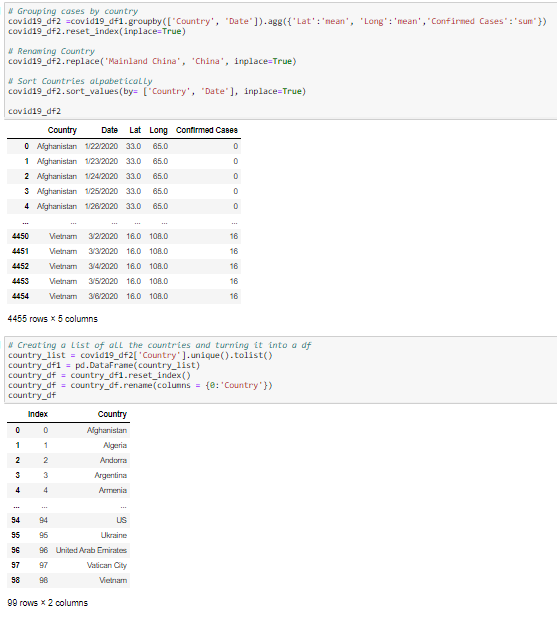 # Grouping cases by country
covid19_df2 =covid19_df1.groupby(['Country', 'Date']).agg({'Lat':'mean', 'Long':'mean','Confirmed Cases':'sum'})
covid19_df2.reset_index(inplace=True)
# Renaming Country
covid19_df2.replace('Mainland China', 'China', inplace=True)
# Sort Countries alpabetically
covid19_df2.sort_values(by= ['Country', 'Date'], inplace=True)
covid19_df2
Country Date Lat Long Confirmed Cases
0 Afghanistan 1/22/2020 33.0 65.0 0
1 Afghanistan 1/23/2020 33.0 65.0 0
2 Afghanistan 1/24/2020 33.0 65.0 0
3 Afghanistan 1/25/2020 33.0 65.0 0
4 Afghanistan 1/26/2020 33.0 65.0 0
... ... ... ... ... ...
4450 Vietnam 3/2/2020 16.0 108.0 16
4451 Vietnam 3/3/2020 16.0 108.0 16
4452 Vietnam 3/4/2020 16.0 108.0 16
4453 Vietnam 3/5/2020 16.0 108.0 16
4454 Vietnam 3/6/2020 16.0 108.0 16
4455 rows × 5 columns
# Creating a list of all the countries and turning it into a df
country_list = covid19_df2['Country'].unique().tolist()
country_df1 = pd.DataFrame(country_list)
country_df = country_df1.reset_index()
country_df = country_df.rename(columns = {0:'Country'})
country_df
index Country
0 0 Afghanistan
1 1 Algeria
2 2 Andorra
3 3 Argentina
4 4 Armenia
... ... ...
94 94 US
95 95 Ukraine
96 96 United Arab Emirates
97 97 Vatican City
98 98 Vietnam
99 rows × 2 columns